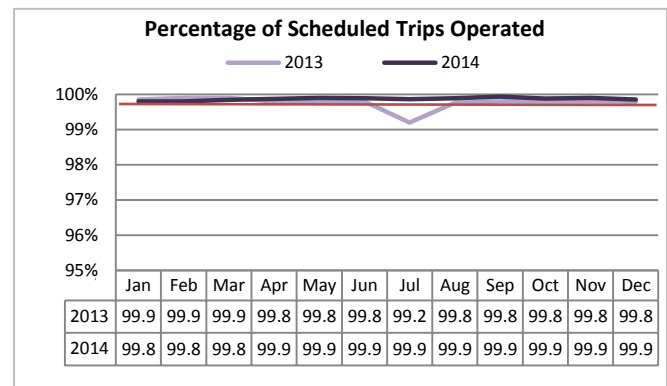 Percentage of Scheduled Trips Operated
2013 2014
100%
99%
98%
97%
96%
95%
Jan Feb Mar Apr May Jun Jul Aug Sep Oct Nov Dec
2013 99.9 99.9 99.9 99.8 99.8 99.8 99.2 99.8 99.8 99.8 99.8 99.8
2014 99.8 99.8 99.8 99.9 99.9 99.9 99.9 99.9 99.9 99.9 99.9 99.9